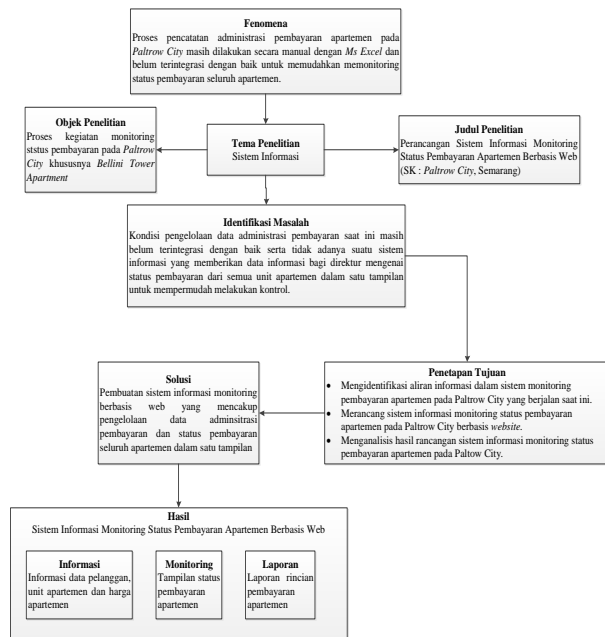 Fenomena
Proses pencatatan administrasi pembayaran apartemen pada
Paltrow City masih dilakukan secara manual dengan Ms Excel dan
belum terintegrasi dengan baik untuk memudahkan memonitoring
status pembayaran seluruh apartemen.
Objek Penelitian
Proses kegiatan monitoring
ststus pembayaran pada Paltrow
City khususnya Bellini Tower
Apartment
Tema Penelitian
Sistem Informasi
Judul Penelitian
Perancangan Sistem Informasi Monitoring
Status Pembayaran Apartemen Berbasis Web
(SK : Paltrow City, Semarang)
Identifikasi Masalah
Kondisi pengelolaan data administrasi pembayaran saat ini masih
belum terintegrasi dengan baik serta tidak adanya suatu sistem
informasi yang memberikan data informasi bagi direktur mengenai
status pembayaran dari semua unit apartemen dalam satu tampilan
untuk mempermudah melakukan kontrol.
Solusi
Pembuatan sistem informasi monitoring
berbasis web yang mencakup
pengelolaan data adminsitrasi
pembayaran dan status pembayaran
seluruh apartemen dalam satu tampilan
Penetapan Tujuan
• Mengidentifikasi aliran informasi dalam sistem monitoring
pembayaran apartemen pada Paltrow City yang berjalan saat ini.
• Merancang sistem informasi monitoring status pembayaran
apartemen pada Paltrow City berbasis website.
• Menganalisis hasil rancangan sistem informasi monitoring status
pembayaran apartemen pada Paltow City.
Hasil
Sistem Informasi Monitoring Status Pembayaran Apartemen Berbasis Web
Informasi
Informasi data pelanggan,
unit apartemen dan harga
apartemen
Monitoring
Tampilan status
pembayaran
apartemen
Laporan
Laporan rincian
pembayaran
apartemen